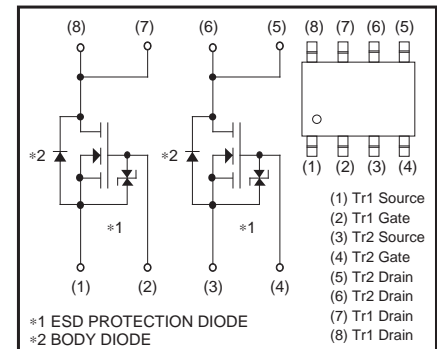 (8) (7) (6) (5)
(8) (7) (6) (5)
*2 *2
*1 *1
(1) (2) (3) (4)
(1) (2) (3) (4)
(1) Tr1 Source
(2) Tr1 Gate
(3) Tr2 Source
(4) Tr2 Gate
(5) Tr2 Drain
(6) Tr2 Drain
(7) Tr1 Drain
(8) Tr1 Drain
*1 ESD PROTECTION DIODE
*2 BODY DIODE